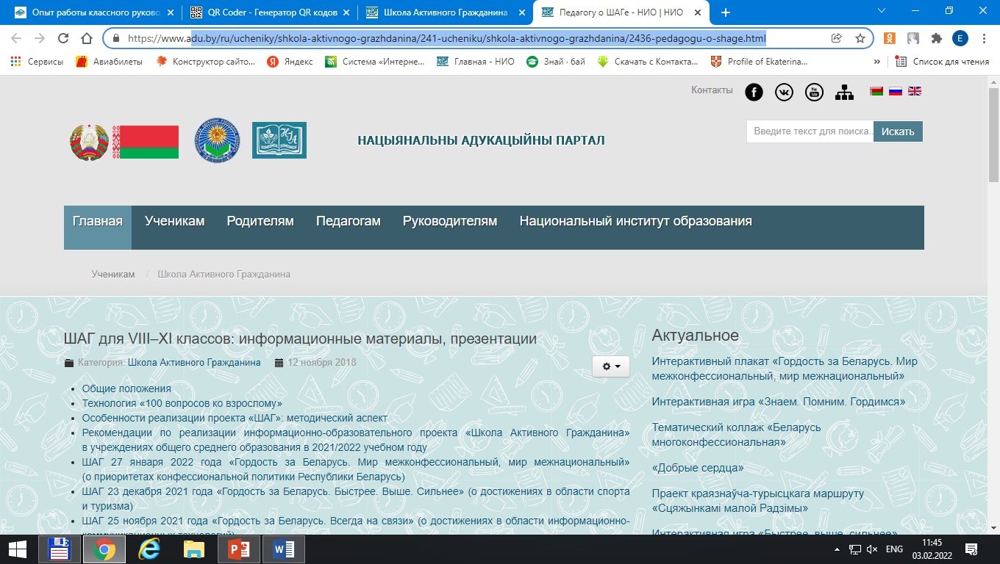 Опыт работы классного руково
QR Coder - Генератор QR кодов
Школа Активного Гражданина
Педагогу о ШАГе - НИО | НИО
https://www.adu.by/ru/ucheniky/shkola-aktivnogo-grazhdanina/241-ucheniku/shkola-aktivnogo-grazhdanina/2436-pedagogu-o-shage.html
E
Сервисы
Авиабилеты
Конструктор сайто...
Яндекс
Система «Интерне...
Главная - НИО
Знай · бай
Скачать с Контакта...
Profile of Ekaterina...
»
Список для чтения
Контакты
НАЦЫЯНАЛЬНЫ АДУКАЦЫЙНЫ ПАРТАЛ
Введите текст для поиска..
Искать
Главная
Ученикам
Родителям
Педагогам
Руководителям
Национальный институт образования
Ученикам / Школа Активного Гражданина
ШАГ для VIII–XI классов: информационные материалы, презентации
Категория: Школа Активного Гражданина 12 ноября 2018
• Общие положения
• Технология «100 вопросов ко взрослому»
• Особенности реализации проекта «ШАГ»: методический аспект
• Рекомендации по реализации информационно-образовательного проекта «Школа Активного Гражданина»
в учреждениях общего среднего образования в 2021/2022 учебном году
• ШАГ 27 января 2022 года «Гордость за Беларусь. Мир межконфессиональный, мир межнациональный»
(о приоритетах конфессиональной политики Республики Беларусь)
• ШАГ 23 декабря 2021 года «Гордость за Беларусь. Быстрее. Выше. Сильнее» (о достижениях в области спорта
и туризма)
• ШАГ 25 ноября 2021 года «Гордость за Беларусь. Всегда на связи» (о достижениях в области информационно-
коммуникационных технологий)
Актуальное
Интерактивный плакат «Гордость за Беларусь. Мир
межконфессиональный, мир межнациональный»
Интерактивная игра «Знаем. Помним. Гордимся»
Тематический коллаж «Беларусь
многоконфессиональная»
«Добрые сердца»
Праект краязнаўча-турысцкага маршруту
«Сцяжынкамі малой Радзімы»
Интерактивная игра «Быстрее, выше, сильнее»
ENG
11:45
03.02.2022